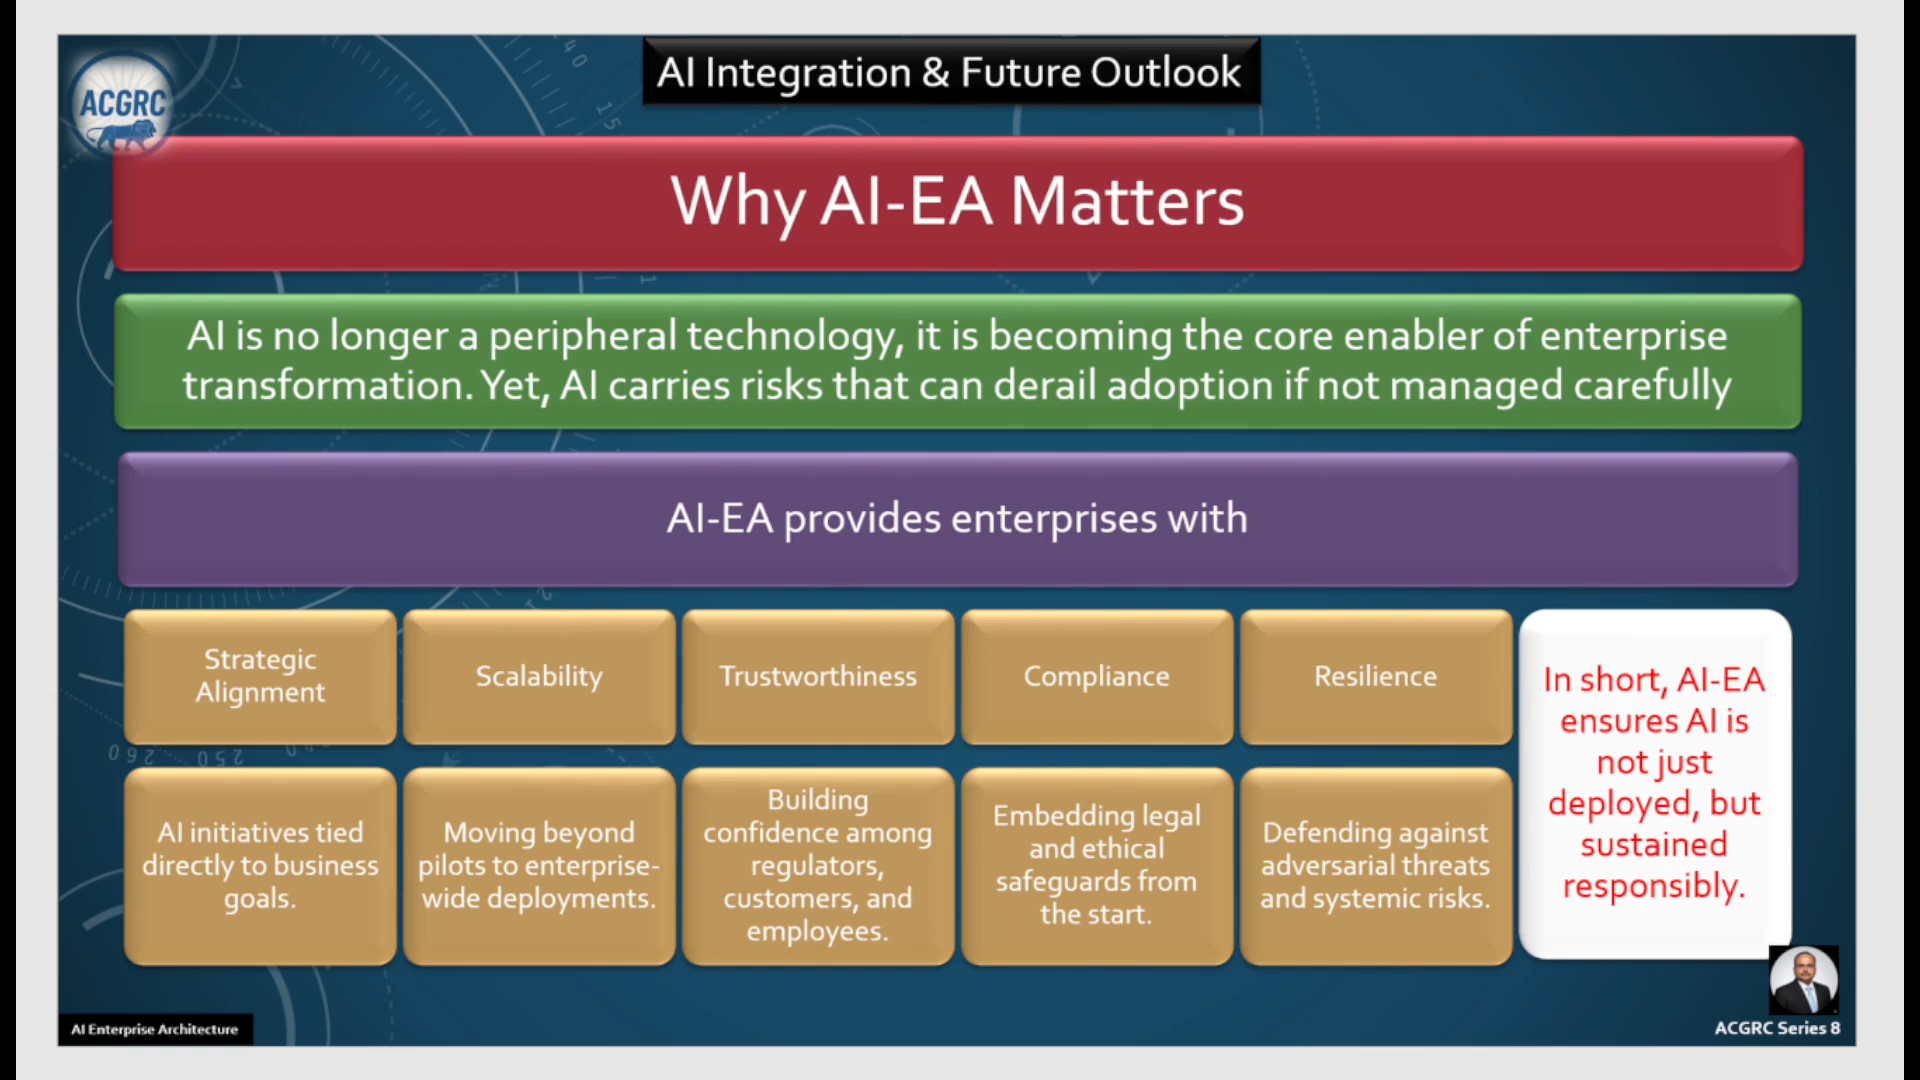 ACGRC
AI Integration & Future Outlook
Why AI-EA Matters
AI is no longer a peripheral technology, it is becoming the core enabler of enterprise
transformation. Yet, AI carries risks that can derail adoption if not managed carefully
AI-EA provides enterprises with
Strategic
Alignment
Scalability
Trustworthiness
Compliance
Resilience
AI initiatives tied
directly to business
goals.
Moving beyond
pilots to enterprise-
wide deployments.
Building
confidence among
regulators,
customers, and
employees.
Embedding legal
and ethical
safeguards from
the start.
Defending against
adversarial threats
and systemic risks.
In short, AI-EA
ensures AI is
not just
deployed, but
sustained
responsibly.
AI Enterprise Architecture
ACGRC Series 8
40
15
21
260
250